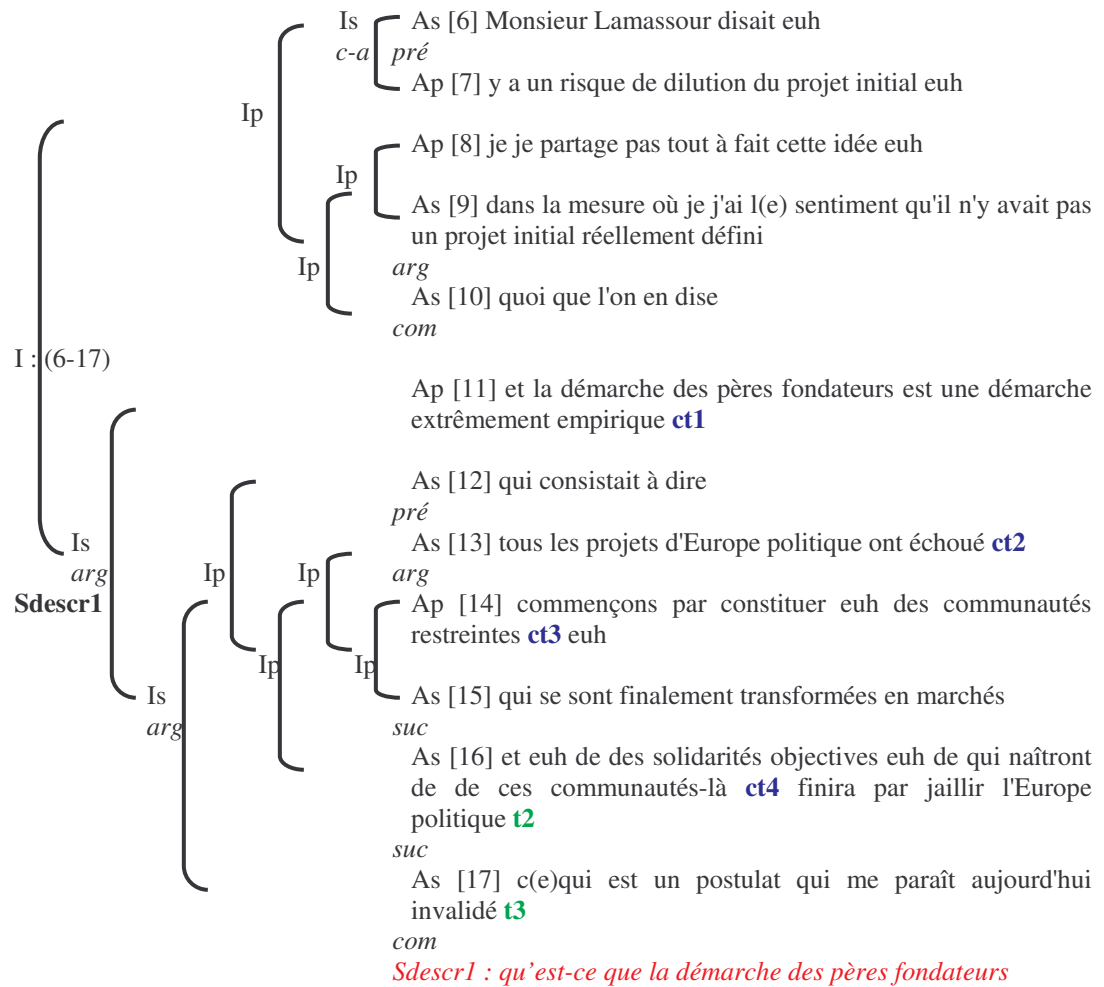 Is As [6] Monsieur Lamassour disait euh
c-a pré
Ap [7] y a un risque de dilution du projet initial euh
Ip
Ap [8] je je partage pas tout à fait cette idée euh
Ip
As [9] dans la mesure où je j'ai l(e) sentiment qu'il n'y avait pas
un projet initial réellement défini
Ip arg
As [10] quoi que l'on en dise
com
I : (6-17)
Ap [11] et la démarche des pères fondateurs est une démarche
extrêmement empirique ct1
As [12] qui consistait à dire
pré
Is As [13] tous les projets d'Europe politique ont échoué ct2
arg Ip Ip arg
Sdescr1 Ap [14] commençons par constituer euh des communautés
restreintes ct3 euh
Ip Ip
Is As [15] qui se sont finalement transformées en marchés
arg suc
As [16] et euh de des solidarités objectives euh de qui naîtront
de de ces communautés-là ct4 finira par jaillir l'Europe
politique t2
suc
As [17] c(e)qui est un postulat qui me paraît aujourd'hui
invalidé t3
com
Sdescr1 : qu'est-ce que la démarche des pères fondateurs